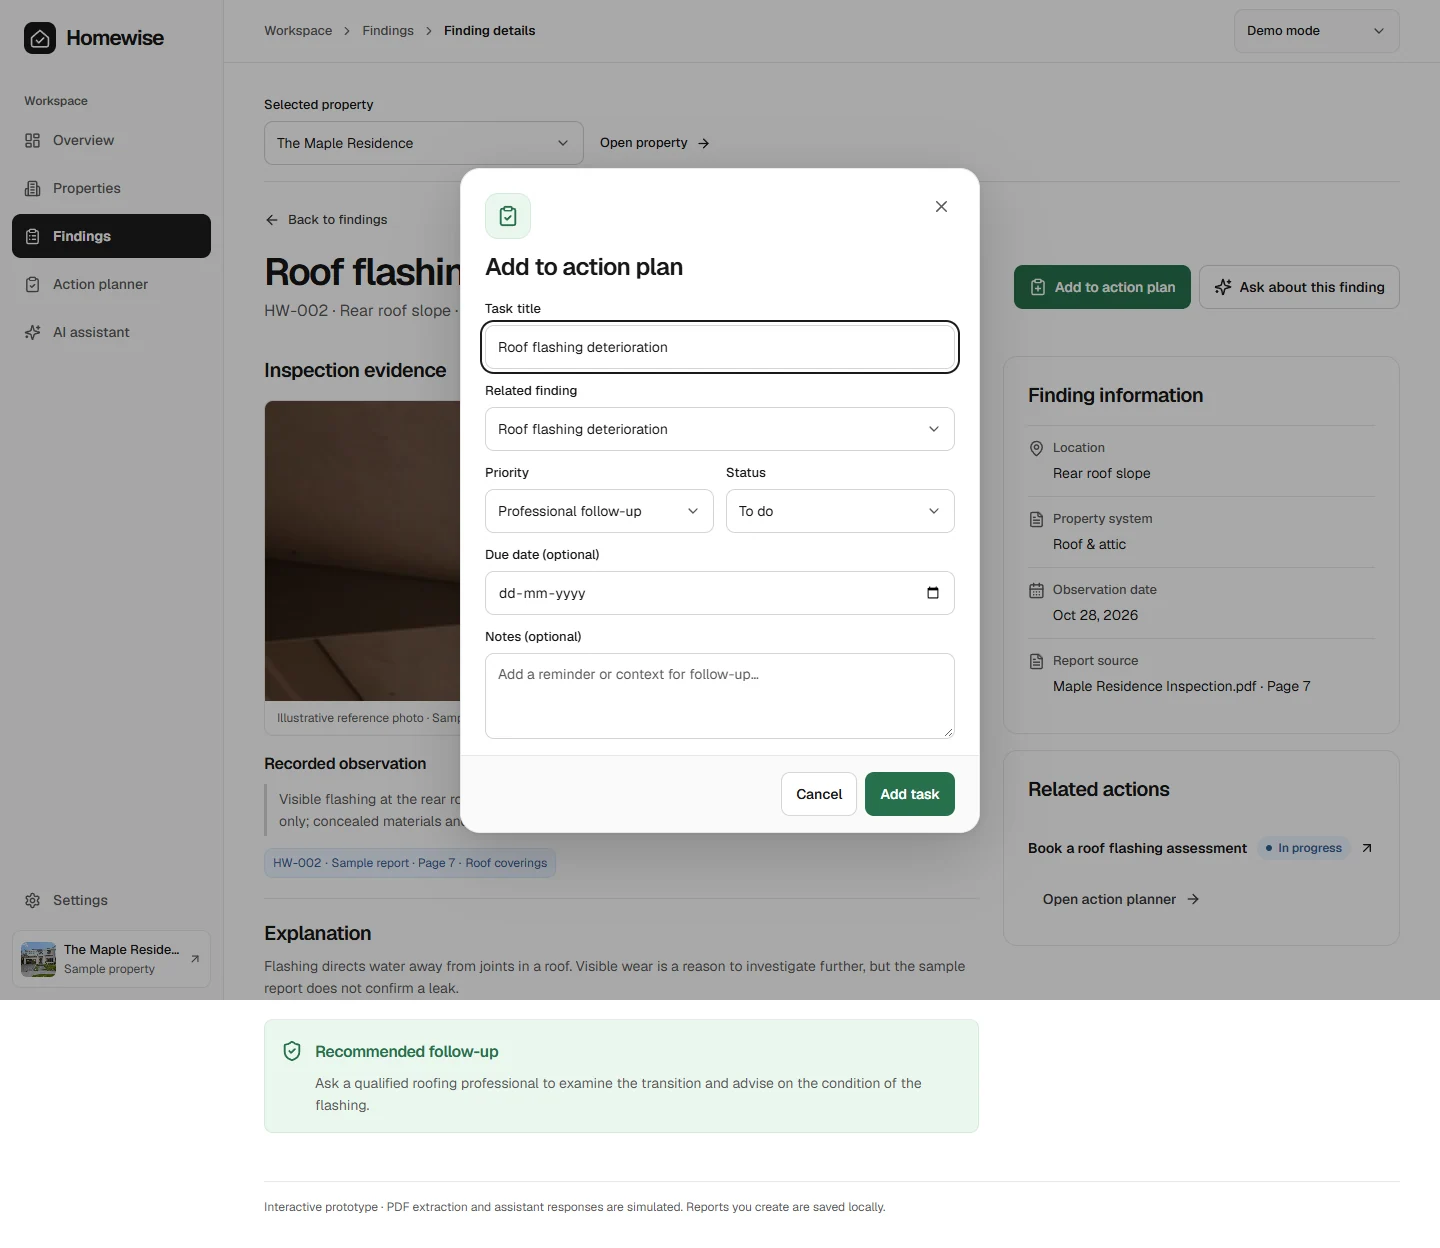 Homewise
Workspace
Overview
Properties
Findings
Action planner
AI assistant
Settings
The Maple Reside...
Sample property
Workspace > Findings > Finding details
Demo mode
Selected property
The Maple Residence
Open property
Back to findings
Roof flashin
HW-002 · Rear roof slope ·
Add to action plan
Ask about this finding
Inspection evidence
Illustrative reference photo · Samp
Recorded observation
Visible flashing at the rear ro
only; concealed materials an
HW-002 · Sample report · Page 7 · Roof coverings
Explanation
Flashing directs water away from joints in a roof. Visible wear is a reason to investigate further, but the sample
report does not confirm a leak.
Recommended follow-up
Ask a qualified roofing professional to examine the transition and advise on the condition of the
flashing.
Interactive prototype · PDF extraction and assistant responses are simulated. Reports you create are saved locally.
Add to action plan
Task title
Roof flashing deterioration
Related finding
Roof flashing deterioration
Priority
Status
Professional follow-up
To do
Due date (optional)
dd-mm-yyyy
Notes (optional)
Add a reminder or context for follow-up...
Cancel
Add task
Finding information
Location
Rear roof slope
Property system
Roof & attic
Observation date
Oct 28, 2026
Report source
Maple Residence Inspection.pdf · Page 7
Related actions
Book a roof flashing assessment
In progress
Open action planner